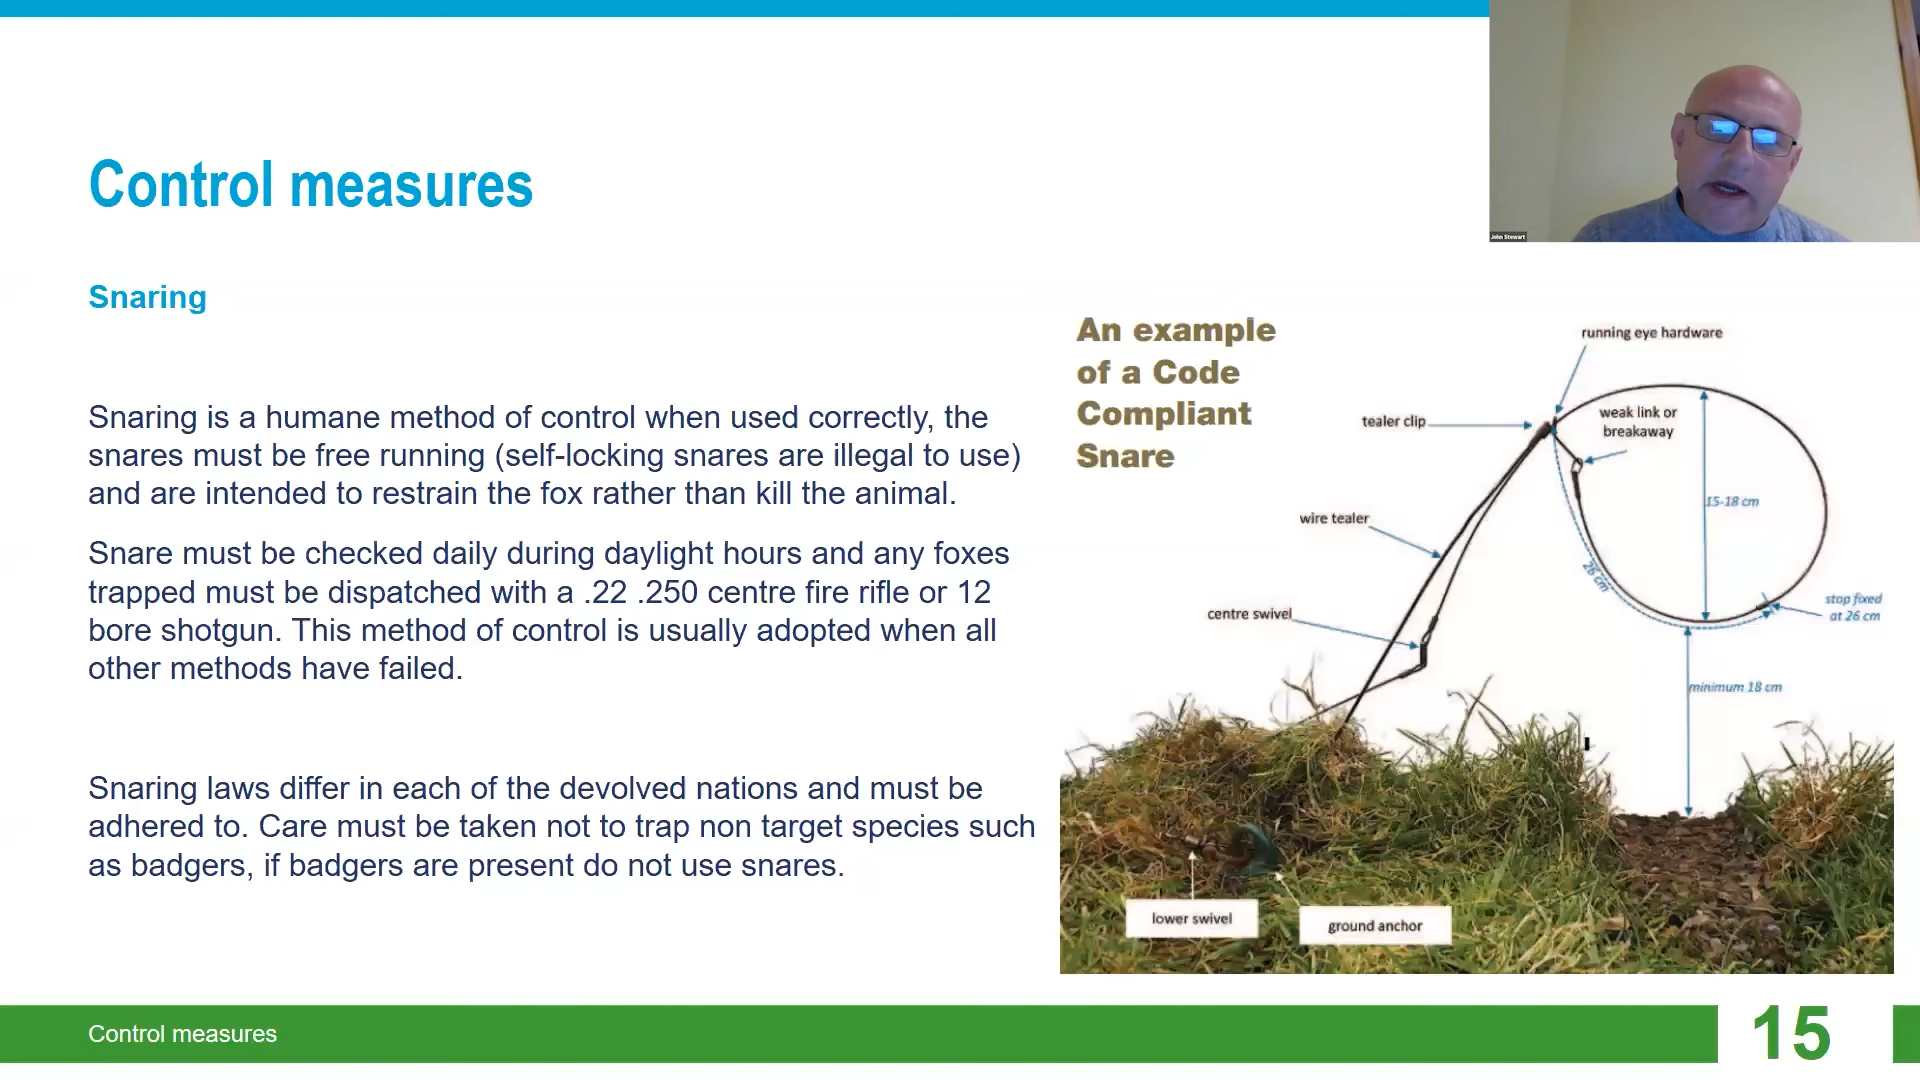 John Stewart
Control measures
Snaring
Snaring is a humane method of control when used correctly, the
snares must be free running (self-locking snares are illegal to use)
and are intended to restrain the fox rather than kill the animal.
Snare must be checked daily during daylight hours and any foxes
trapped must be dispatched with a .22 .250 centre fire rifle or 12
bore shotgun. This method of control is usually adopted when all
other methods have failed.
Snaring laws differ in each of the devolved nations and must be
adhered to. Care must be taken not to trap non target species such
as badgers, if badgers are present do not use snares.
An example
of a Code
Compliant
Snare
running eye hardware
tealer clip
weak link or
breakaway
15-18 cm
wire tealer
26 cm
stop fixed
at 26 cm
centre swivel
minimum 18 cm
lower swivel
ground anchor
Control measures
15